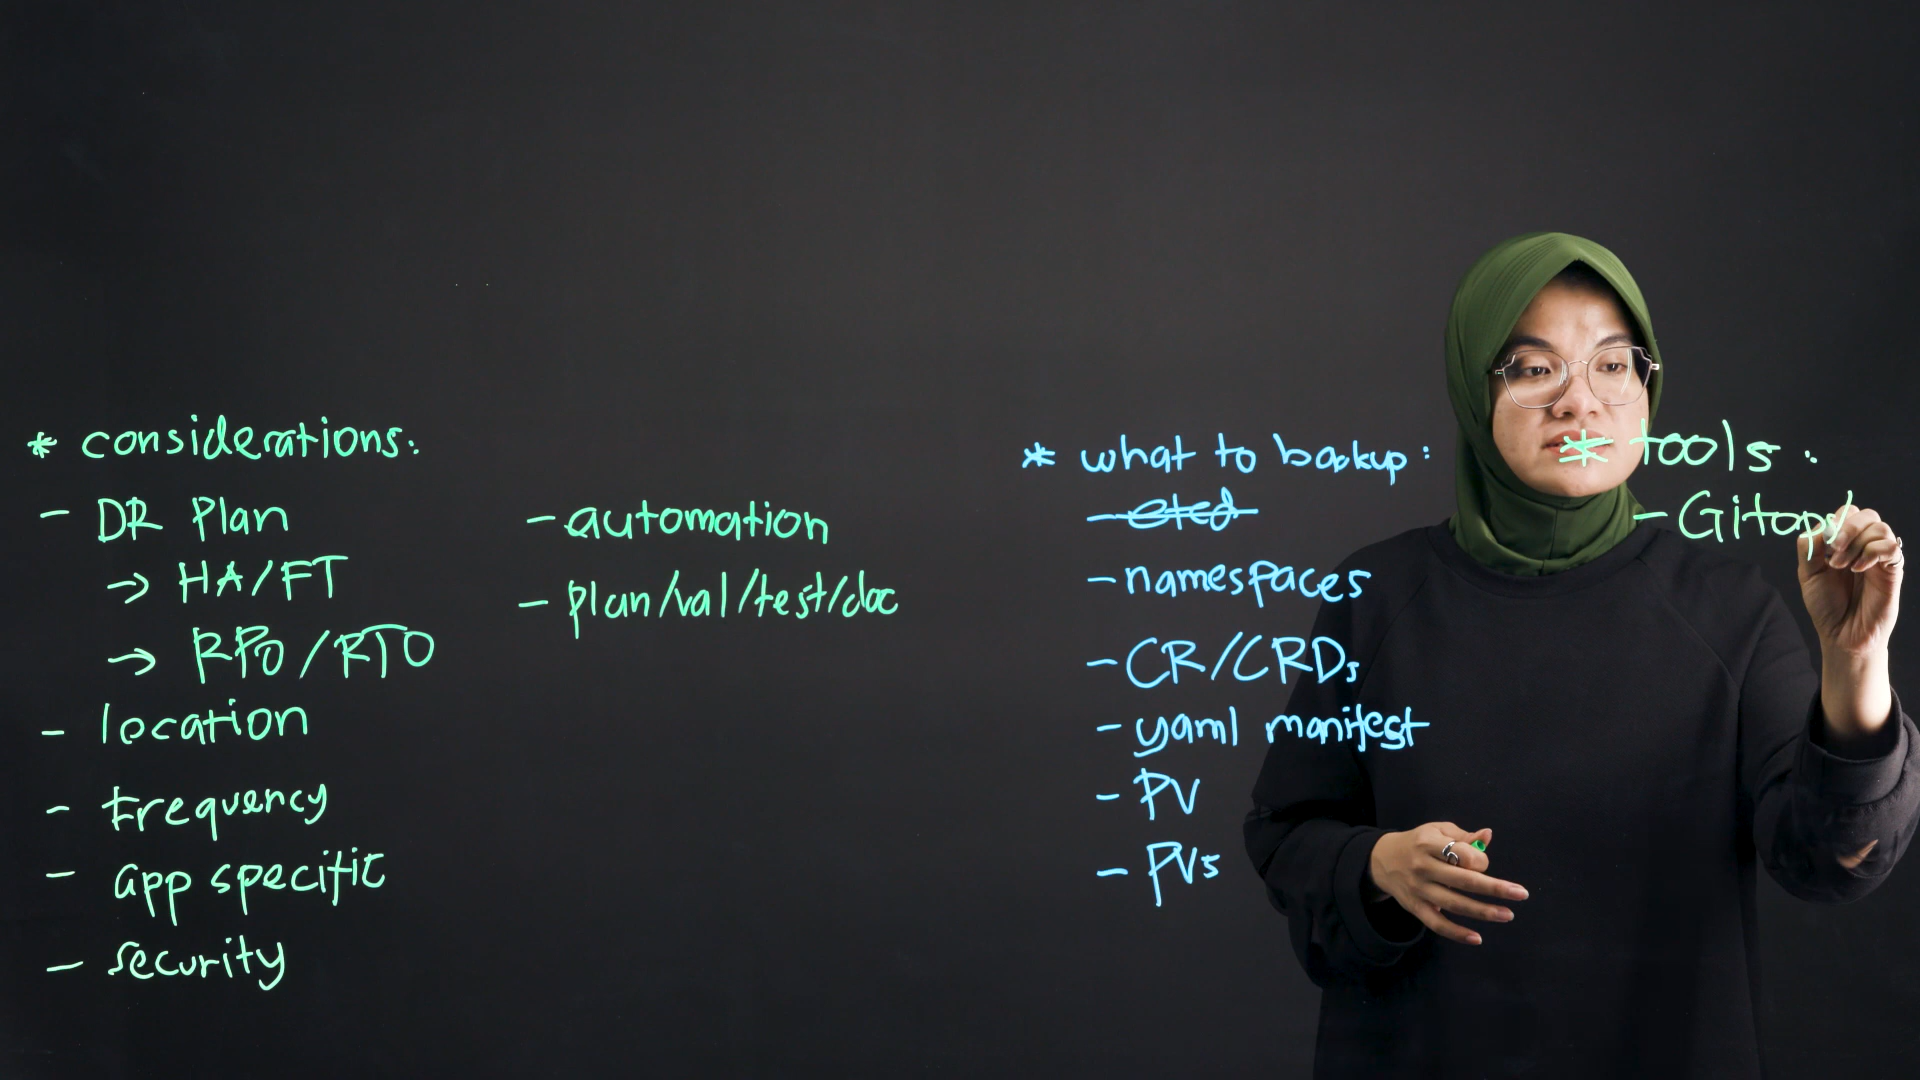 * considerations:
- DR Plan
→ HA/FT
→ RPO/RTO
- location
- Frequency
- app specific
- security
- automation
- plan/val/test/doc
* what to backup:
- etcd
- namespaces
- CR/CRDs
- yaml manifest
- PV
- PVs
* tools:
- Gitops/